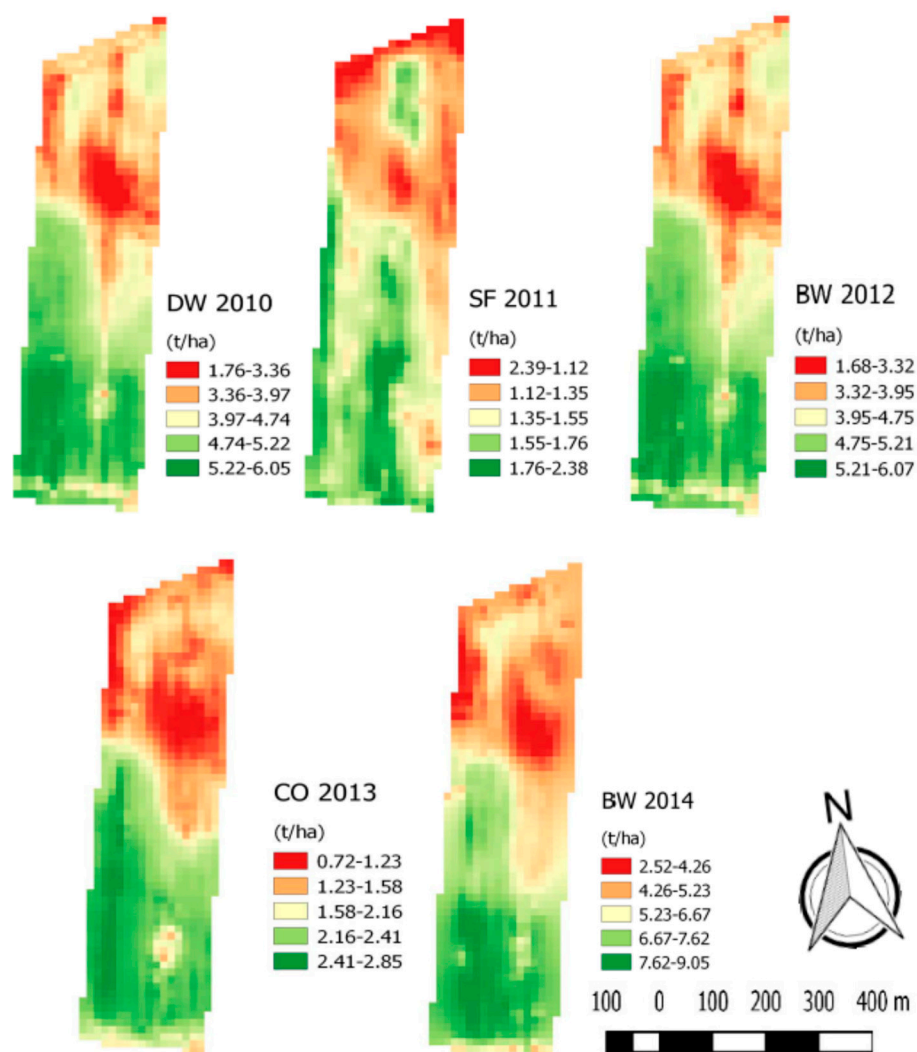 DW 2010
(t/ha)
1.76-3.36
3.36-3.97
3.97-4.74
4.74-5.22
5.22-6.05
SF 2011
(t/ha)
2.39-1.12
1.12-1.35
1.35-1.55
1.55-1.76
1.76-2.38
BW 2012
(t/ha)
1.68-3.32
3.32-3.95
3.95-4.75
4.75-5.21
5.21-6.07
CO 2013
(t/ha)
0.72-1.23
1.23-1.58
1.58-2.16
2.16-2.41
2.41-2.85
BW 2014
(t/ha)
2.52-4.26
4.26-5.23
5.23-6.67
6.67-7.62
7.62-9.05
N
100 0 100 200 300 400 m